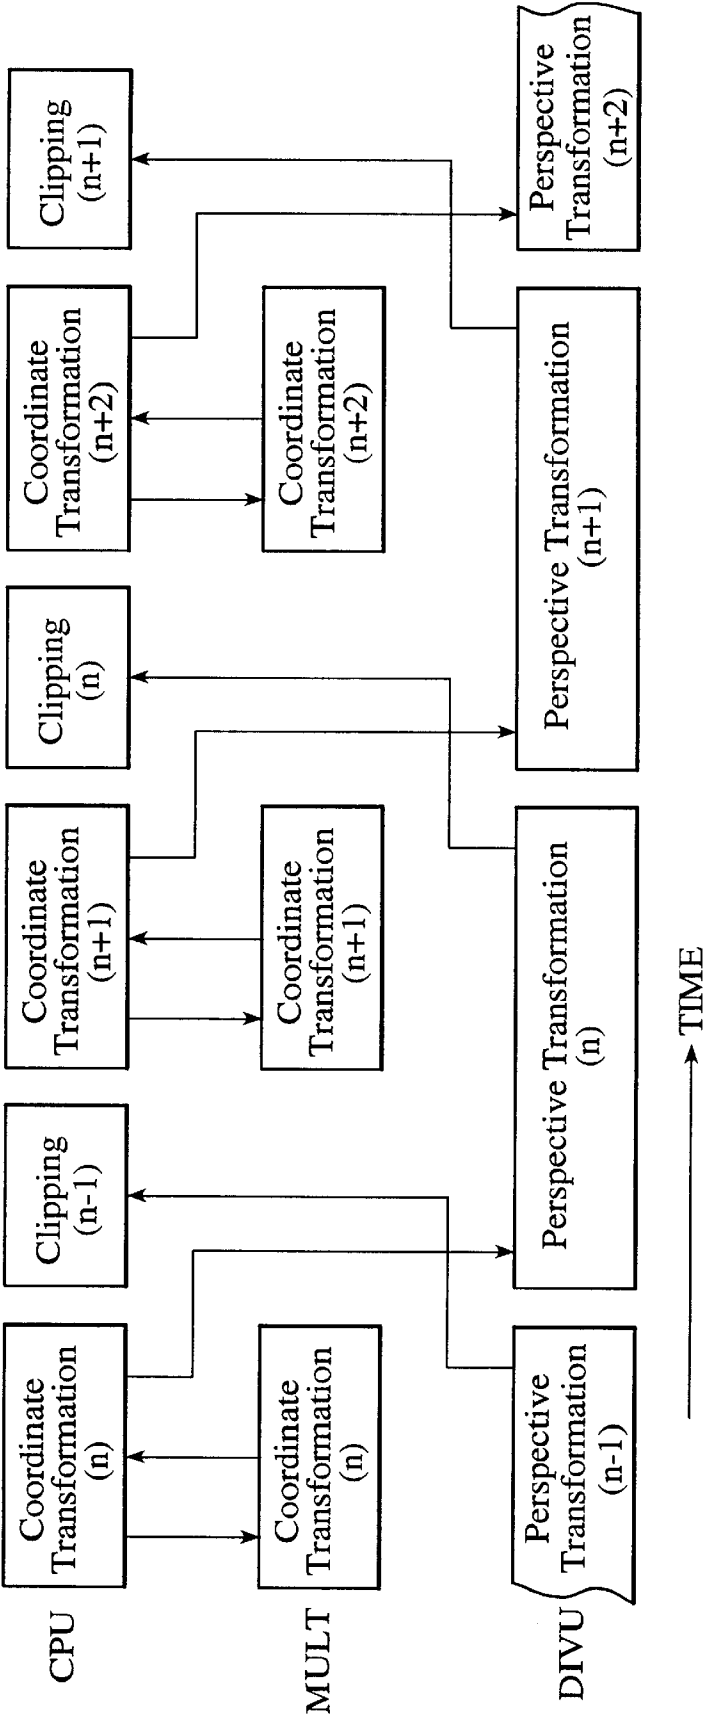 CPU
Coordinate
Transformation
(n)
Clipping
(n-1)
Coordinate
Transformation
(n+1)
Clipping
(n)
Coordinate
Transformation
(n+2)
Clipping
(n+1)
MULT
Coordinate
Transformation
(n)
Coordinate
Transformation
(n+1)
Coordinate
Transformation
(n+2)
DIVU
Perspective
Transformation
(n-1)
Perspective Transformation
(n)
Perspective Transformation
(n+1)
Perspective
Transformation
(n+2)
TIME